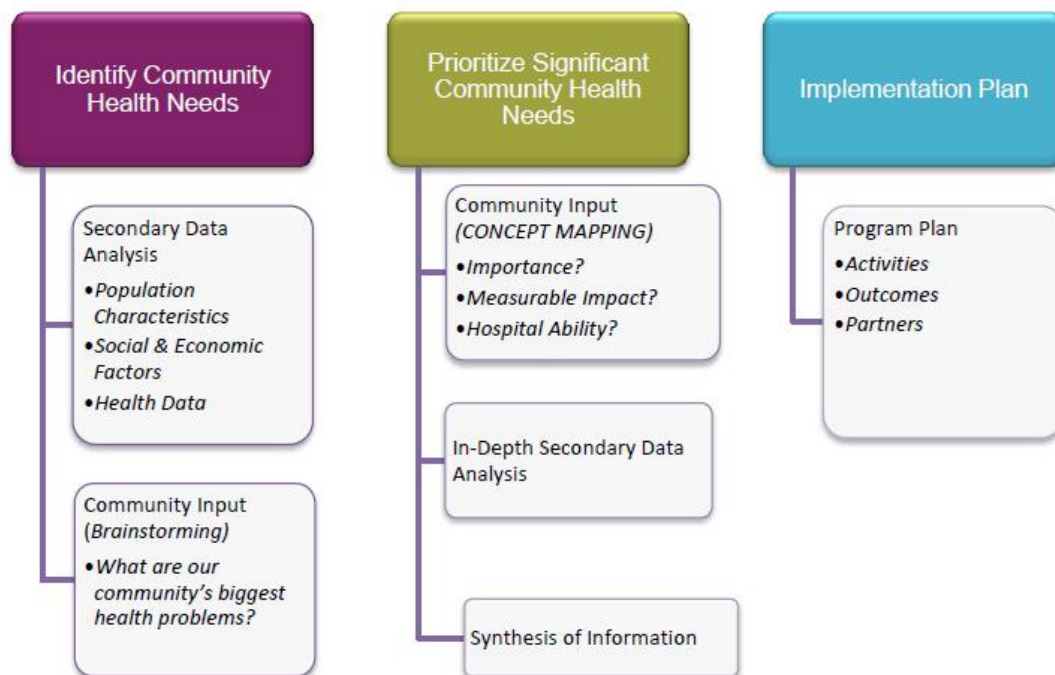 Identify Community
Health Needs
Secondary Data
Analysis
•Population
Characteristics
•Social & Economic
Factors
•Health Data
Community Input
(Brainstorming)
•What are our
community’s biggest
health problems?
Prioritize Significant
Community Health
Needs
Community Input
(CONCEPT MAPPING)
•Importance?
•Measurable Impact?
•Hospital Ability?
In-Depth Secondary Data
Analysis
Synthesis of Information
Implementation Plan
Program Plan
•Activities
•Outcomes
•Partners